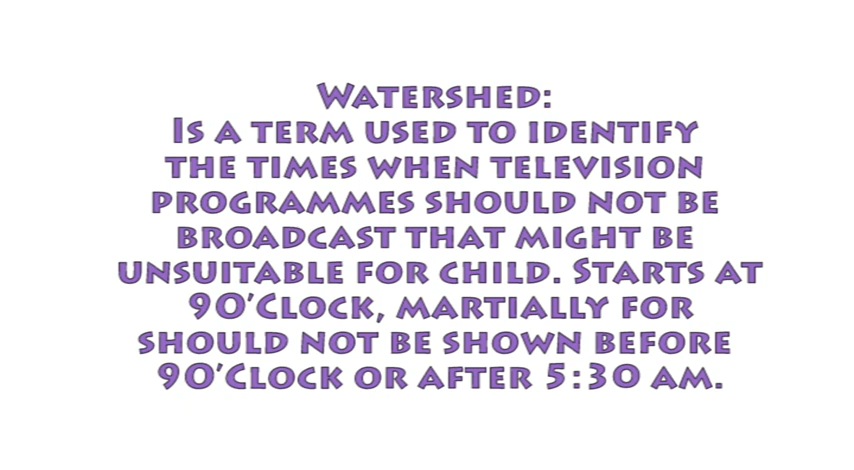 Watershed:
Is a term used to identify
the times when television
programmes should not be
broadcast that might be
unsuitable for child. Starts at
9O'Clock, martially for
should not be shown before
9O'Clock or after 5:30 am.